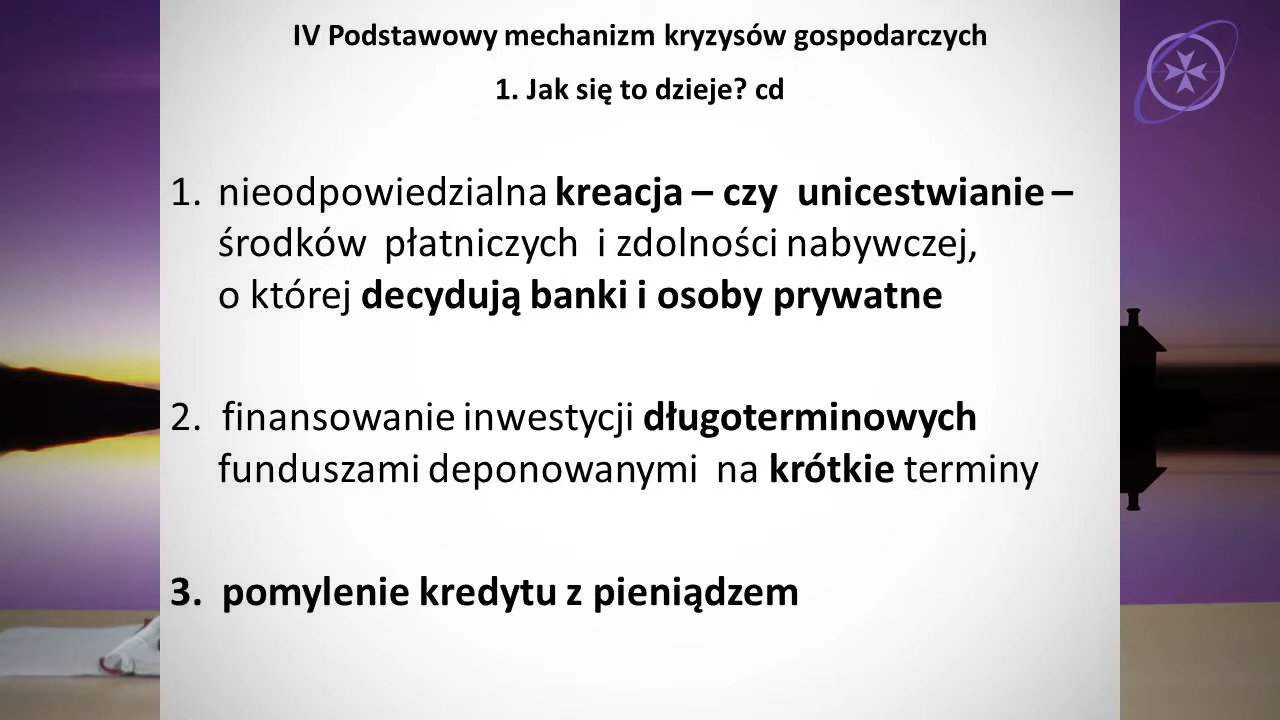 IV Podstawowy mechanizm kryzysów gospodarczych
1. Jak się to dzieje? cd
1. nieodpowiedzialna kreacja – czy unicestwianie –
środków płatniczych i zdolności nabywczej,
o której decydują banki i osoby prywatne
2. finansowanie inwestycji długoterminowych
funduszami deponowanymi na krótkie terminy
3. pomylenie kredytu z pieniądzem